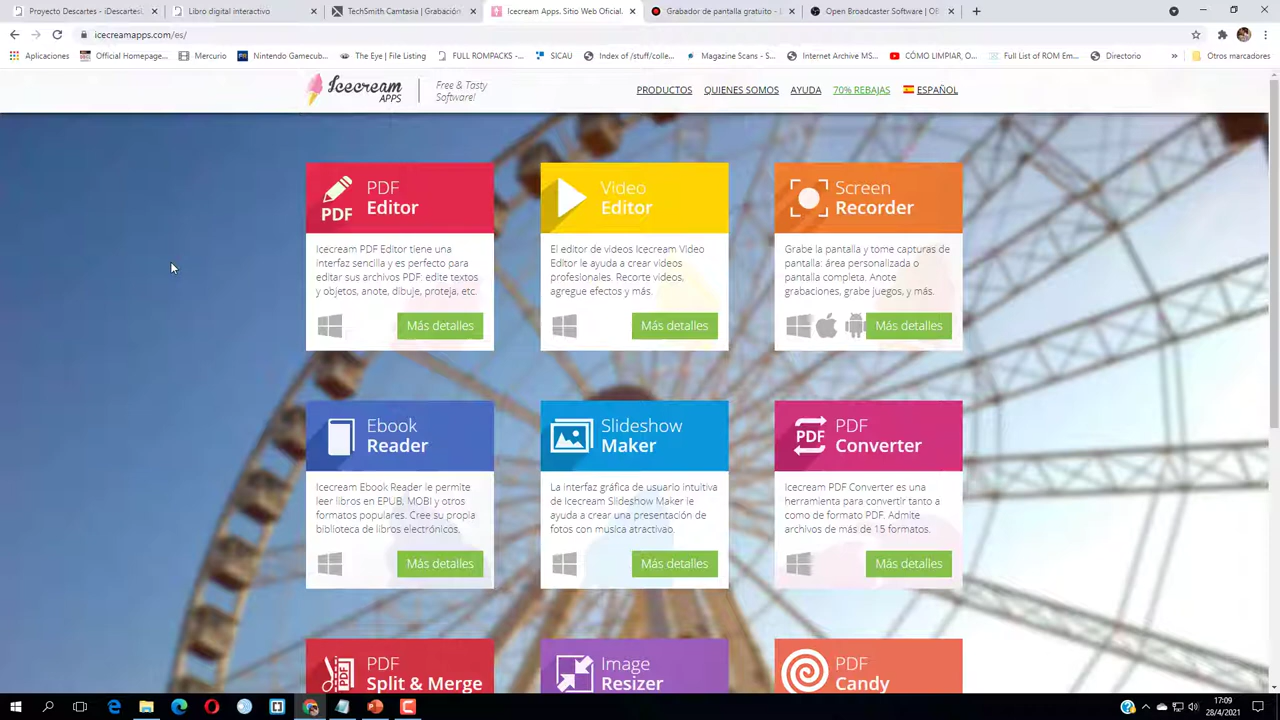 Proyecto Descartes - iDescartes
Libro digital interactivo
TechSmith Camtasia | Grabación
Icecream Apps. Sitio Web Oficial.
Grabador de pantalla gratuito -
Open Broadcaster Software | OB
icecreamapps.com/es/
Aplicaciones
Official Homepage...
Mercurio
Nintendo Gamecub...
The Eye | File Listing
FULL ROMPACKS -...
SICAU
Index of /stuff/colle...
Magazine Scans - S...
Internet Archive MS...
CÓMO LIMPIAR, O...
Full List of ROM Em...
Directorio
»
Otros marcadores
Icecream
APPS
Free & Tasty
Software!
PRODUCTOS
QUIENES SOMOS
AYUDA
70% REBAJAS
ESPAÑOL
PDF
PDF
Editor
Icecream PDF Editor tiene una
interfaz sencilla y es perfecto para
editar sus archivos PDF: edite textos
y objetos, anote, dibuje, proteja, etc.
Más detalles
Video
Editor
El editor de videos Icecream Video
Editor le ayuda a crear vídeos
profesionales. Recorte vídeos,
agregue efectos y más.
Más detalles
Screen
Recorder
Grabe la pantalla y tome capturas de
pantalla: área personalizada o
pantalla completa. Anote
grabaciones, grabe juegos, y más.
Más detalles
Ebook
Reader
Icecream Ebook Reader le permite
leer libros en EPUB, MOBI y otros
formatos populares. Cree su propia
biblioteca de libros electrónicos.
Más detalles
Slideshow
Maker
La interfaz gráfica de usuario intuitiva
de Icecream Slideshow Maker le
ayuda a crear una presentación de
fotos con musica atractivao.
Más detalles
PDF
PDF
Converter
Icecream PDF Converter es una
herramienta para convertir tanto a
como de formato PDF. Admite
archivos de más de 15 formatos.
Más detalles
PDF
Split & Merge
Image
Resizer
PDF
Candy
17:09
28/4/2021